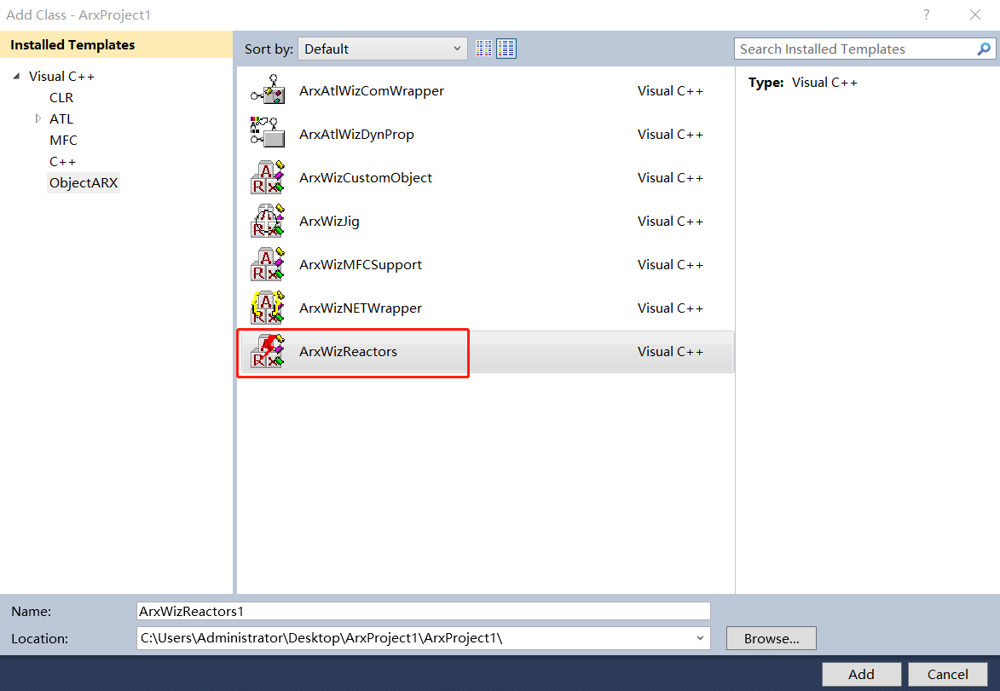 Add Class - ArxProject1
?
Installed Templates
Sort by: Default
Search Installed Templates
Visual C++
CLR
ATL
MFC
C++
ObjectARX
ArxAtlWizComWrapper Visual C++
ArxAtlWizDynProp Visual C++
ArxWizCustomObject Visual C++
ArxWizJig Visual C++
ArxWizMFCSupport Visual C++
ArxWizNETWrapper Visual C++
ArxWizReactors Visual C++
Type: Visual C++
Name: ArxWizReactors1
Location: C:\Users\Administrator\Desktop\ArxProject1\ArxProject1\
Browse...
Add Cancel